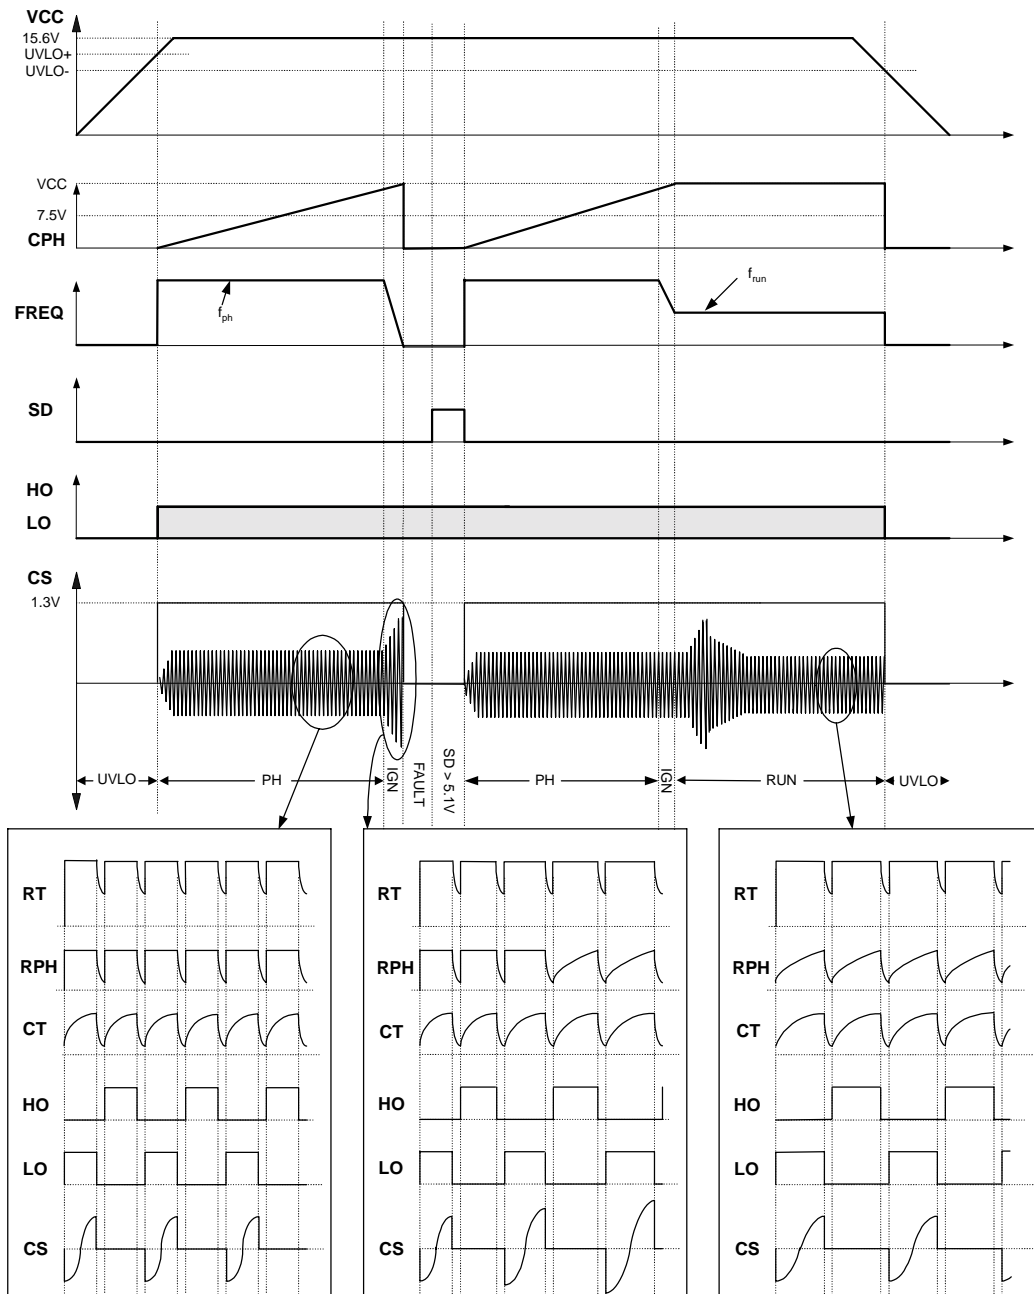 VCC
15.6V
UVLO+
UVLO-
VCC
7.5V
CPH
f_run
FREQ
f_ph
SD
HO
LO
CS
1.3V
UVLO
PH
IGN
FAULT
SD > 5.1V
PH
IGN
RUN
UVLO
RT
RPH
CT
HO
LO
CS
RT
RPH
CT
HO
LO
CS
RT
RPH
CT
HO
LO
CS